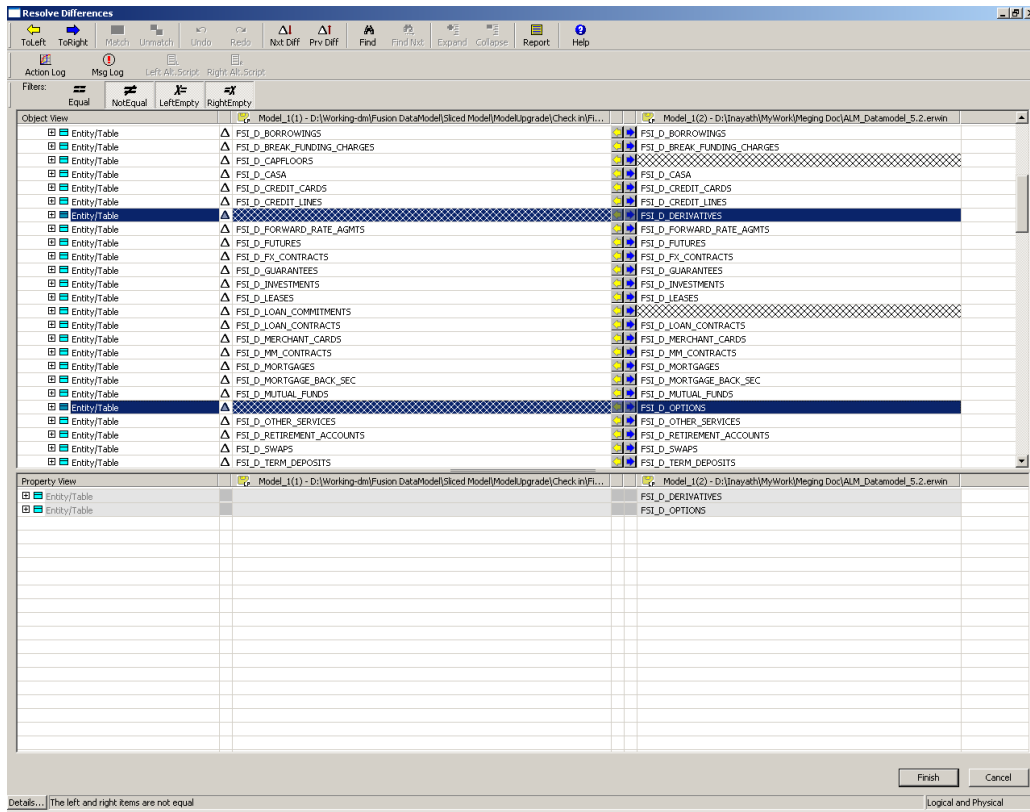 Resolve Differences
ToLeft ToRight Match Unmatch Undo Redo Nxt Diff Prv Diff Find Find Nxt Expand Collapse Report Help
Action Log Msg Log Left Alt.Script Right Alt.Script
Filters:
Equal NotEqual LeftEmpty RightEmpty
Object View Model_1(1) - D:\Working-dm\Fusion DataModel\Sliced Model\ModelUpgrade\Check in\Fi... Model_1(2) - D:\Inayath\MyWork\Meging Doc\ALM_Datamodel_5.2.erwin
Entity/Table FSI_D_BORROWINGS FSI_D_BORROWINGS
Entity/Table FSI_D_BREAK_FUNDING_CHARGES FSI_D_BREAK_FUNDING_CHARGES
Entity/Table FSI_D_CAPFLOORS
Entity/Table FSI_D_CASA FSI_D_CASA
Entity/Table FSI_D_CREDIT_CARDS FSI_D_CREDIT_CARDS
Entity/Table FSI_D_CREDIT_LINES FSI_D_CREDIT_LINES
Entity/Table FSI_D_DERIVATIVES
Entity/Table FSI_D_FORWARD_RATE_AGMTS FSI_D_FORWARD_RATE_AGMTS
Entity/Table FSI_D_FUTURES FSI_D_FUTURES
Entity/Table FSI_D_FX_CONTRACTS FSI_D_FX_CONTRACTS
Entity/Table FSI_D_GUARANTEES FSI_D_GUARANTEES
Entity/Table FSI_D_INVESTMENTS FSI_D_INVESTMENTS
Entity/Table FSI_D_LEASES FSI_D_LEASES
Entity/Table FSI_D_LOAN_COMMITMENTS
Entity/Table FSI_D_LOAN_CONTRACTS FSI_D_LOAN_CONTRACTS
Entity/Table FSI_D_MERCHANT_CARDS FSI_D_MERCHANT_CARDS
Entity/Table FSI_D_MM_CONTRACTS FSI_D_MM_CONTRACTS
Entity/Table FSI_D_MORTGAGES FSI_D_MORTGAGES
Entity/Table FSI_D_MORTGAGE_BACK_SEC FSI_D_MORTGAGE_BACK_SEC
Entity/Table FSI_D_MUTUAL_FUNDS FSI_D_MUTUAL_FUNDS
Entity/Table FSI_D_OPTIONS
Entity/Table FSI_D_OTHER_SERVICES FSI_D_OTHER_SERVICES
Entity/Table FSI_D_RETIREMENT_ACCOUNTS FSI_D_RETIREMENT_ACCOUNTS
Entity/Table FSI_D_SWAPS FSI_D_SWAPS
Entity/Table FSI_D_TERM_DEPOSITS FSI_D_TERM_DEPOSITS
Property View Model_1(1) - D:\Working-dm\Fusion DataModel\Sliced Model\ModelUpgrade\Check in\Fi... Model_1(2) - D:\Inayath\MyWork\Meging Doc\ALM_Datamodel_5.2.erwin
Entity/Table FSI_D_DERIVATIVES
Entity/Table FSI_D_OPTIONS
Finish Cancel
Details... The left and right items are not equal Logical and Physical